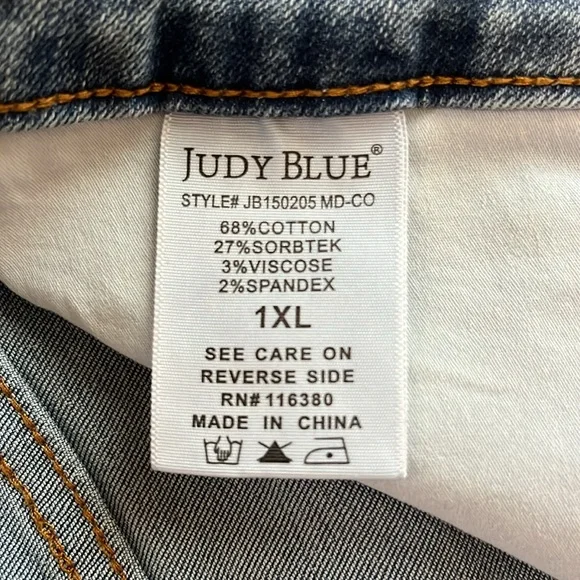 JUDY BLUE®
STYLE# JB150205 MD-CO
68%COTTON
27%SORBTEK
3%VISCOSE
2%SPANDEX
1XL
SEE CARE ON
REVERSE SIDE
RN# 116380
MADE IN CHINA